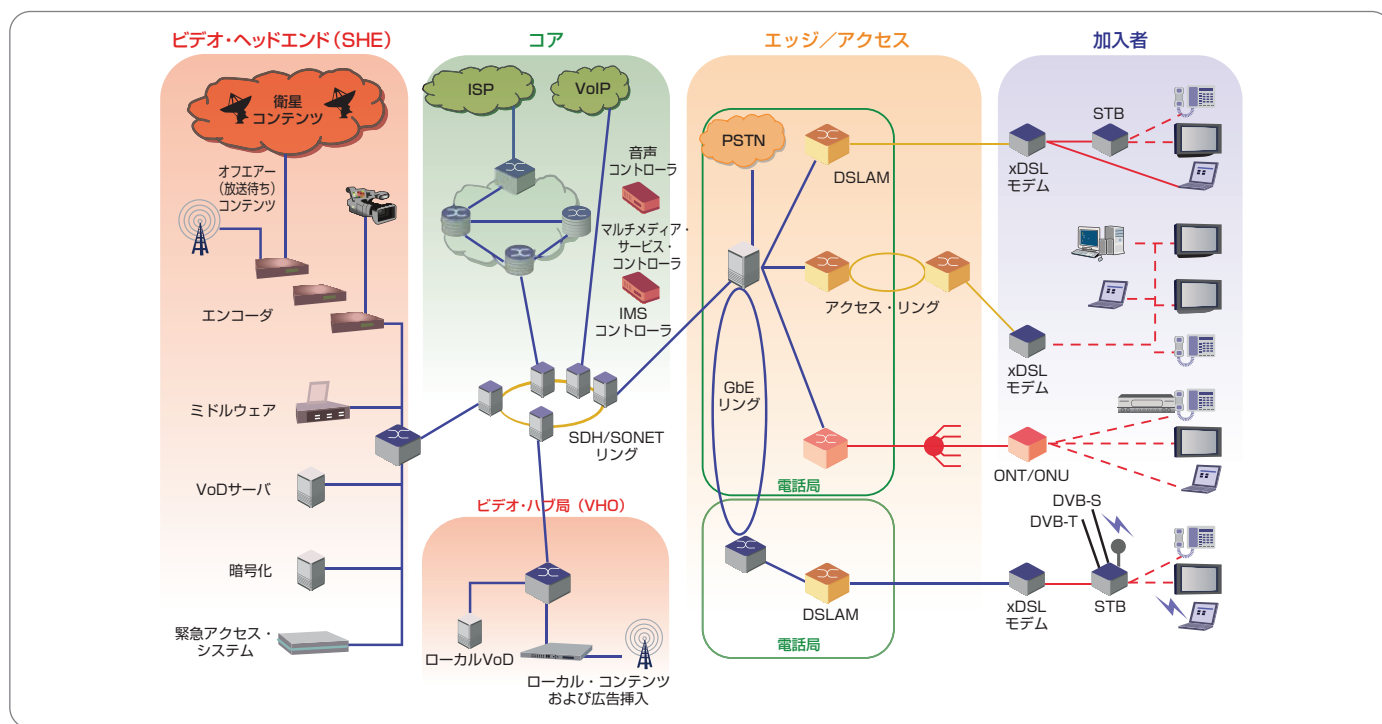 ビデオ・ヘッドエンド（SHE）
衛星
コンテンツ
オフエアー
（放送待ち）
コンテンツ
エンコーダ
ミドルウェア
VoDサーバ
暗号化
緊急アクセス・
システム
コア
ISP
VoIP
音声
コントローラ
マルチメディア・
サービス・
コントローラ
IMS
コントローラ
SDH/SONET
リング
ビデオ・ハブ局（VHO）
ローカルVoD
ローカル・コンテンツ
および広告挿入
エッジ／アクセス
PSTN
DSLAM
アクセス・リング
GbE
リング
電話局
DSLAM
電話局
加入者
STB
xDSL
モデム
xDSL
モデム
ONT/ONU
DVB-S
DVB-T
xDSL
モデム
STB